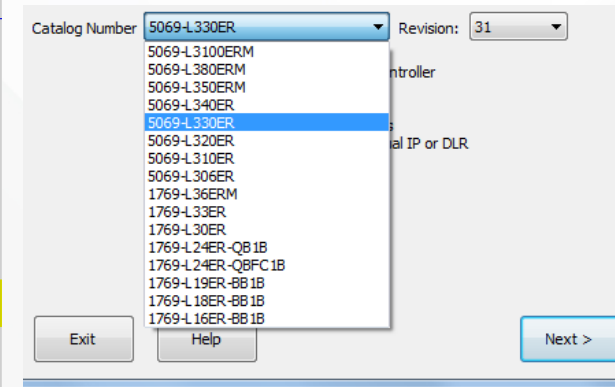 Catalog Number 5069-L330ER Revision: 31
5069-L3100ERM
5069-L380ERM
5069-L350ERM
5069-L340ER
5069-L330ER
5069-L320ER
5069-L310ER
5069-L306ER
1769-L36ERM
1769-L33ER
1769-L30ER
1769-L24ER-QB1B
1769-L24ER-QBFC1B
1769-L19ER-BB1B
1769-L18ER-BB1B
1769-L16ER-BB1B
ntroller
al IP or DLR
Exit Help Next >